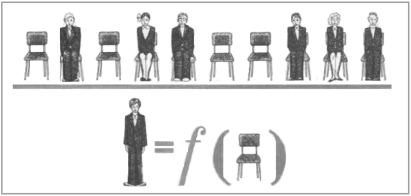 = f ( )